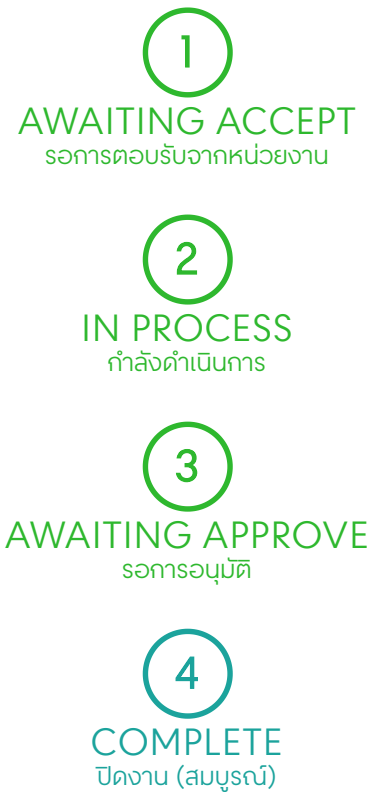 1
AWAITING ACCEPT
รอการตอบรับจากหน่วยงาน
2
IN PROCESS
กำลังดำเนินการ
3
AWAITING APPROVE
รอการอนุมัติ
4
COMPLETE
ปิดงาน (สมบูรณ์)